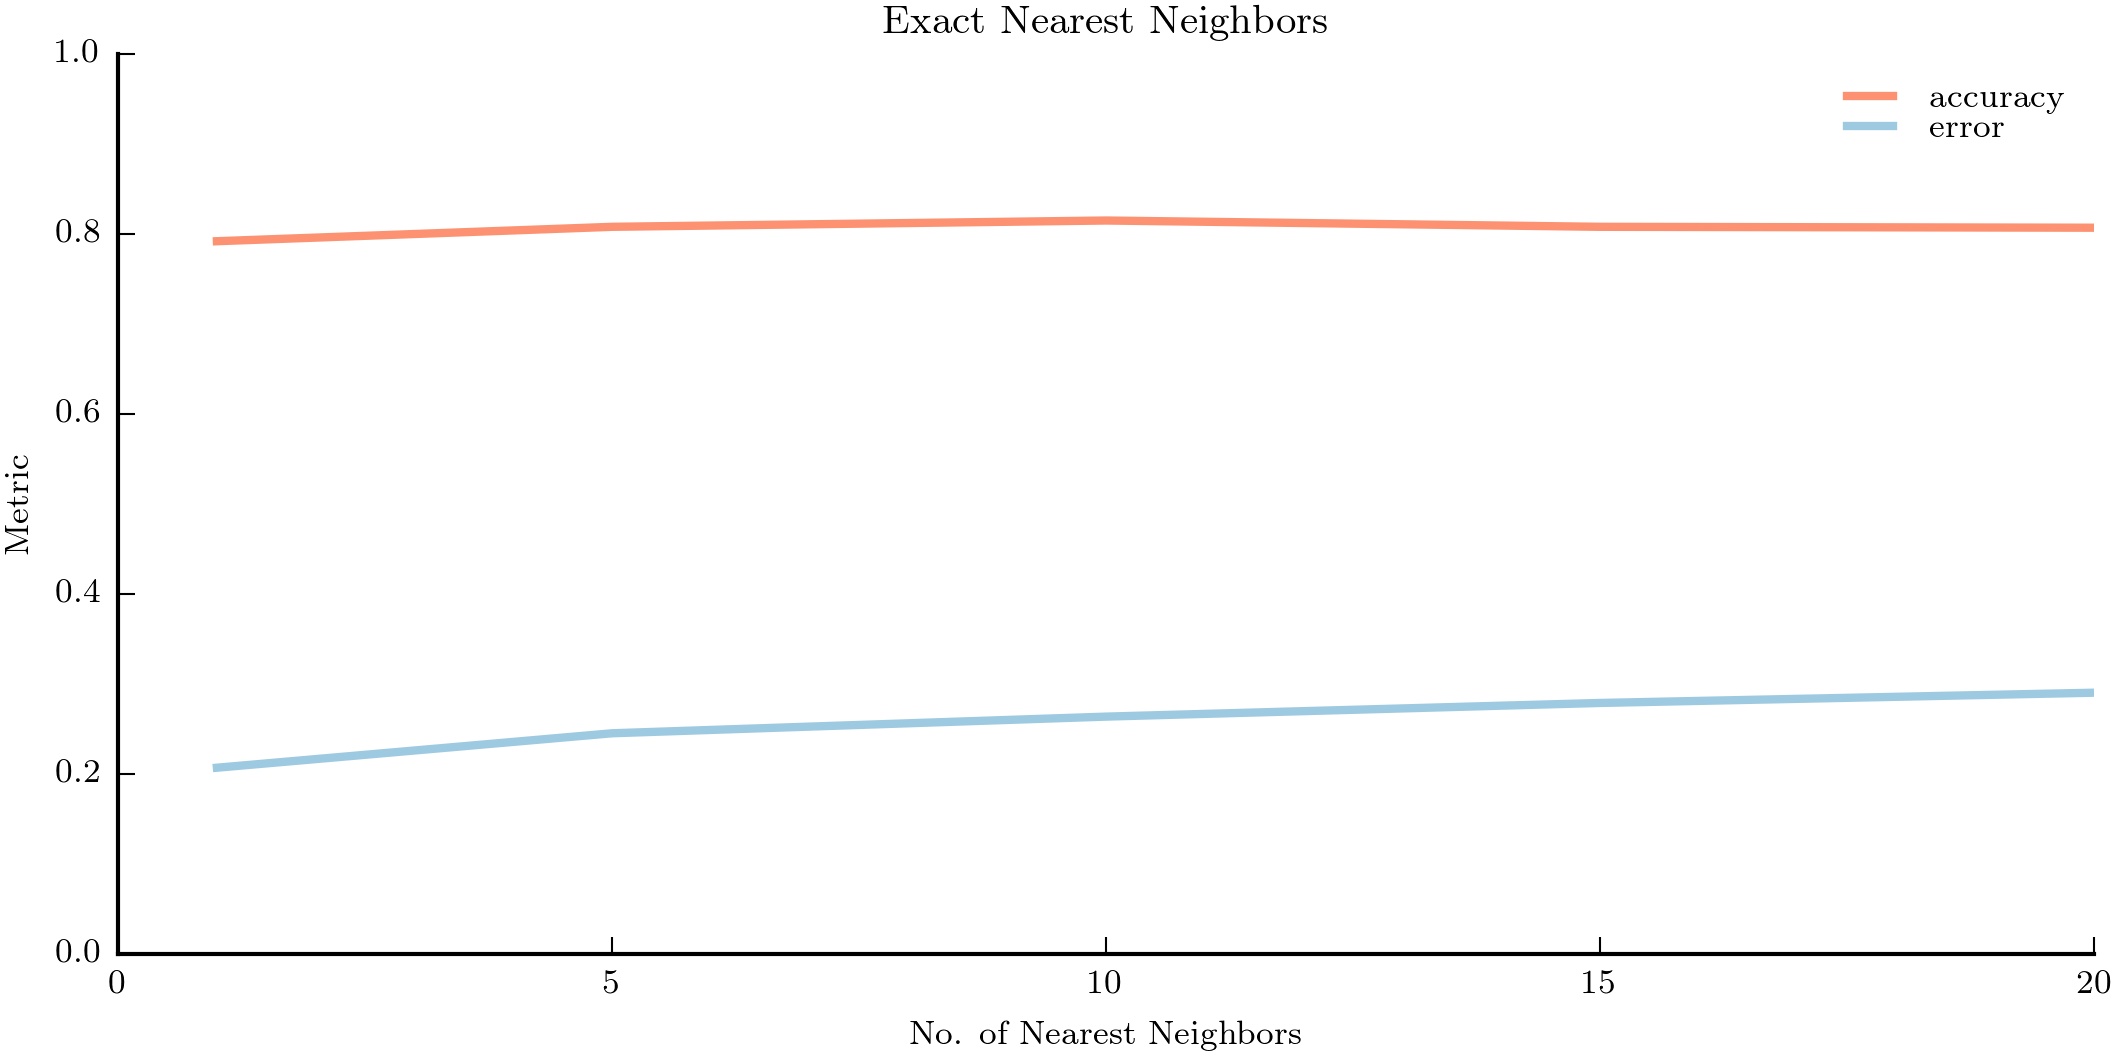 Exact Nearest Neighbors
1.0
accuracy
error
0.8
0.6
Metric
0.4
0.2
0.0
0 5 10 15 20
No. of Nearest Neighbors